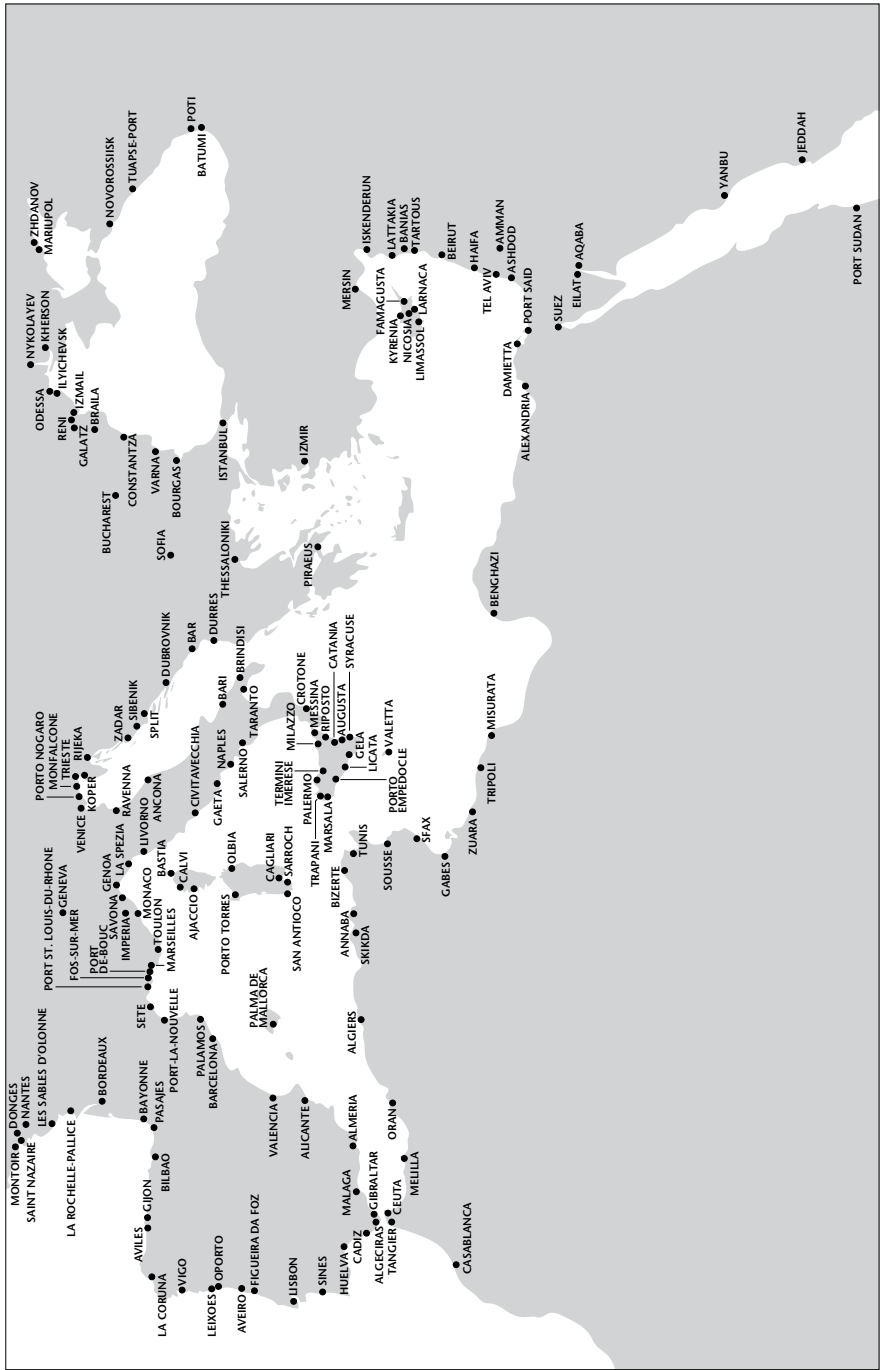 MONTOIR
DONGES
SAINT NAZAIRE
NANTES
LES SABLES D'OLONNE
LA ROCHELLE-PALLICE
BORDEAUX
BAYONNE
PASAJES
BILBAO
GIJON
AVILES
LA CORUNA
VIGO
LEIXOES
OPORTO
AVEIRO
FIGUEIRA DA FOZ
LISBON
SINES
HUELVA
CADIZ
ALGECIRAS
GIBRALTAR
TANGIER
CEUTA
MALAGA
ALMERIA
MELILLA
ORAN
CASABLANCA
ALICANTE
VALENCIA
PALMA DE
MALLORCA
BARCELONA
PALAMOS
PORT-LA-NOUVELLE
SETE
PORT ST. LOUIS-DU-RHONE
FOS-SUR-MER
PORT
DE-BOUC
MARSEILLES
TOULON
GENEVA
MONACO
IMPERIA
SAVONA
GENOA
LA SPEZIA
LIVORNO
BASTIA
CALVI
AJACCIO
PORTO TORRES
OLBIA
CAGLIARI
SARROCH
SAN ANTIOCO
ALGIERS
SKIKDA
ANNABA
BIZERTE
TUNIS
SOUSSE
SFAX
GABES
ZUARA
TRIPOLI
MISURATA
BENGHAZI
CIVITAVECCHIA
GAETA
NAPLES
SALERNO
TARANTO
BRINDISI
BARI
ANCONA
RAVENNA
VENICE
PORTO NOGARO
MONFALCONE
TRIESTE
KOPER
RIJEKA
ZADAR
SIBENIK
SPLIT
DUBROVNIK
BAR
DURRES
TERMINI
IMERESE
PALERMO
TRAPANI
MARSALA
MILAZZO
CROTONE
MESSINA
RIPOSTO
CATANIA
AUGUSTA
SYRACUSE
GELA
LICATA
PORTO
EMPEDOCLE
VALETTA
PIRAEUS
THESSALONIKI
IZMIR
ISTANBUL
SOFIA
BUCHAREST
BOURGAS
VARNA
CONSTANTZA
BRAILA
GALATZ
RENI
IZMAIL
ODESSA
ILYICHEVSK
NYKOLAYEV
KHERSON
ZHDANOV
MARIUPOL
NOVOROSSIISK
TUAPSE-PORT
POTI
BATUMI
MERSIN
ISKENDERUN
LATTAKIA
BANIAS
TARTOUS
FAMAGUSTA
KYRENIA
NICOSIA
LIMASSOL
LARNACA
BEIRUT
HAIFA
TEL AVIV
AMMAN
ASHDOD
PORT SAID
DAMIETTA
ALEXANDRIA
SUEZ
EILAT
AQABA
YANBU
JEDDAH
PORT SUDAN